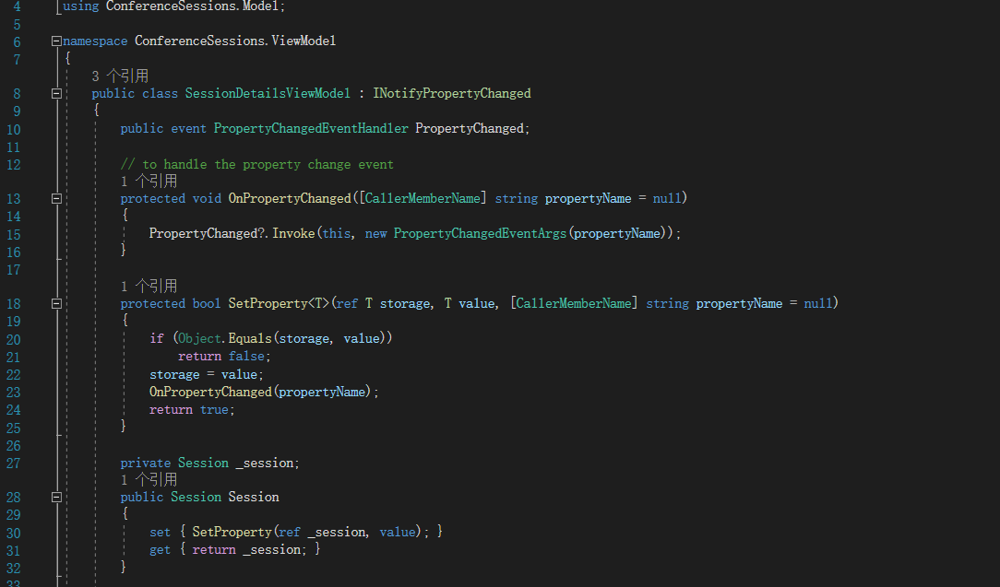 4 using ConferenceSessions.Model;
5
6 namespace ConferenceSessions.ViewModel
7 {
3 个引用
8 public class SessionDetailsViewModel : INotifyPropertyChanged
9 {
10 public event PropertyChangedEventHandler PropertyChanged;
11
12 // to handle the property change event
1 个引用
13 protected void OnPropertyChanged([CallerMemberName] string propertyName = null)
14 {
15 PropertyChanged?.Invoke(this, new PropertyChangedEventArgs(propertyName));
16 }
17
1 个引用
18 protected bool SetProperty<T>(ref T storage, T value, [CallerMemberName] string propertyName = null)
19 {
20 if (Object.Equals(storage, value))
21 return false;
22 storage = value;
23 OnPropertyChanged(propertyName);
24 return true;
25 }
26
27 private Session _session;
1 个引用
28 public Session Session
29 {
30 set { SetProperty(ref _session, value); }
31 get { return _session; }
32 }
33